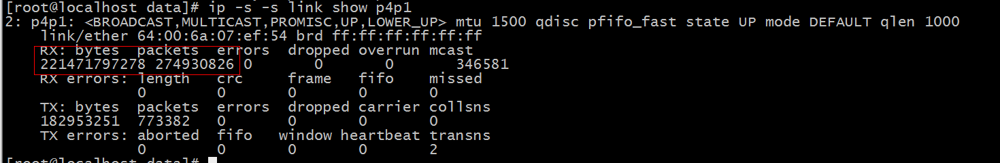 [root@localhost data]# ip -s -s link show p4p1
2: p4p1: <BROADCAST,MULTICAST,PROMISC,UP,LOWER_UP> mtu 1500 qdisc pfifo_fast state UP mode DEFAULT qlen 1000
    link/ether 64:00:6a:07:ef:54 brd ff:ff:ff:ff:ff:ff
    RX: bytes  packets  errors  dropped overrun mcast
    221471797278 274930826 0       0       0       346581
    RX errors: length   crc     frame   fifo    missed
               0        0       0       0       0
    TX: bytes  packets  errors  dropped carrier collsns
    182953251  773382   0       0       0       0
    TX errors: aborted  fifo   window heartbeat transns
               0        0       0       0       2
[root@localhost data]#